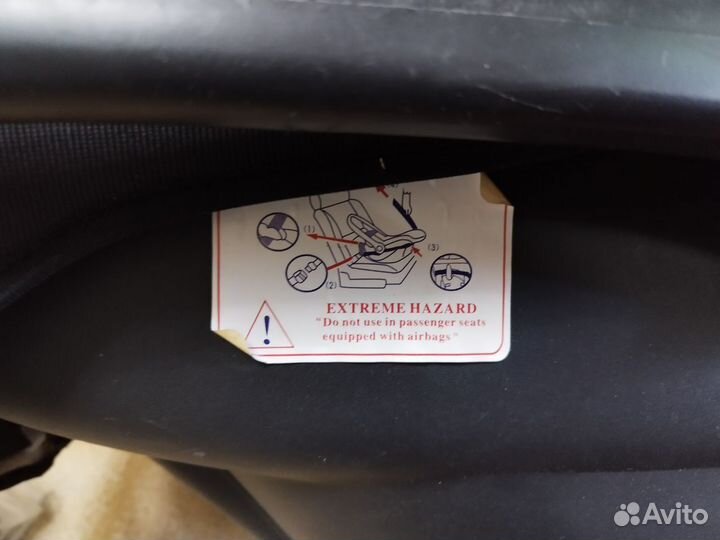 (1)
(3)
(2)
EXTREME HAZARD
"Do not use in passenger seats
equipped with airbags"
!
Avito